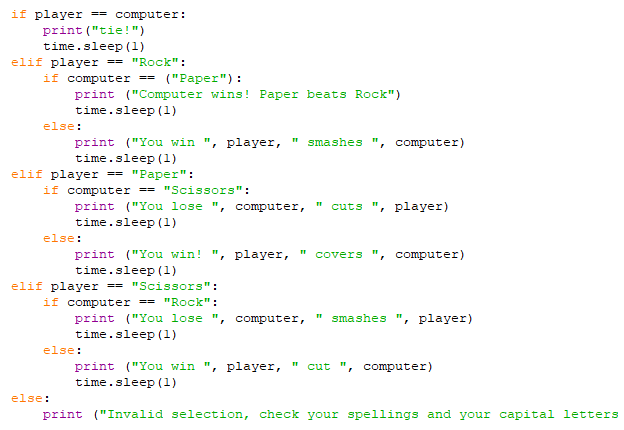 if player == computer:
    print("tie!")
    time.sleep(1)
elif player == "Rock":
    if computer == ("Paper"):
        print ("Computer wins! Paper beats Rock")
        time.sleep(1)
    else:
        print ("You win ", player, " smashes ", computer)
        time.sleep(1)
elif player == "Paper":
    if computer == "Scissors":
        print ("You lose ", computer, " cuts ", player)
        time.sleep(1)
    else:
        print ("You win! ", player, " covers ", computer)
        time.sleep(1)
elif player == "Scissors":
    if computer == "Rock":
        print ("You lose ", computer, " smashes ", player)
        time.sleep(1)
    else:
        print ("You win ", player, " cut ", computer)
        time.sleep(1)
else:
    print ("Invalid selection, check your spellings and your capital letters